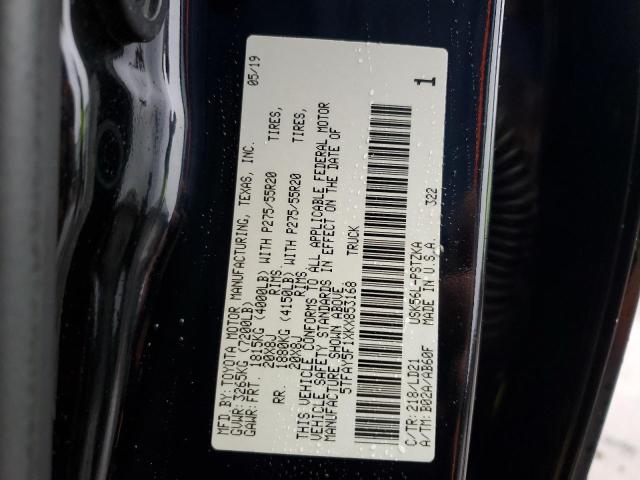 MFD.BY:TOYOTA MOTOR MANUFACTURING, TEXAS, INC. 05/19
GVWR:3265KG(7200LB)
GAWR:FRT. 1815KG (4000LB) WITH P275/55R20 TIRES,
20X8J RIMS,
RR. 1880KG (4150LB) WITH P275/55R20 TIRES,
20X8J RIMS.
THIS VEHICLE CONFORMS TO ALL APPLICABLE FEDERAL MOTOR
VEHICLE SAFETY STANDARDS IN EFFECT ON THE DATE OF
MANUFACTURE SHOWN ABOVE.
5TFAY5F1XKX853168 TRUCK
1
C/TR:218/LD21 USK56L-PSTZKA 322
A/TM:B02A/AB60F MADE IN U.S.A.